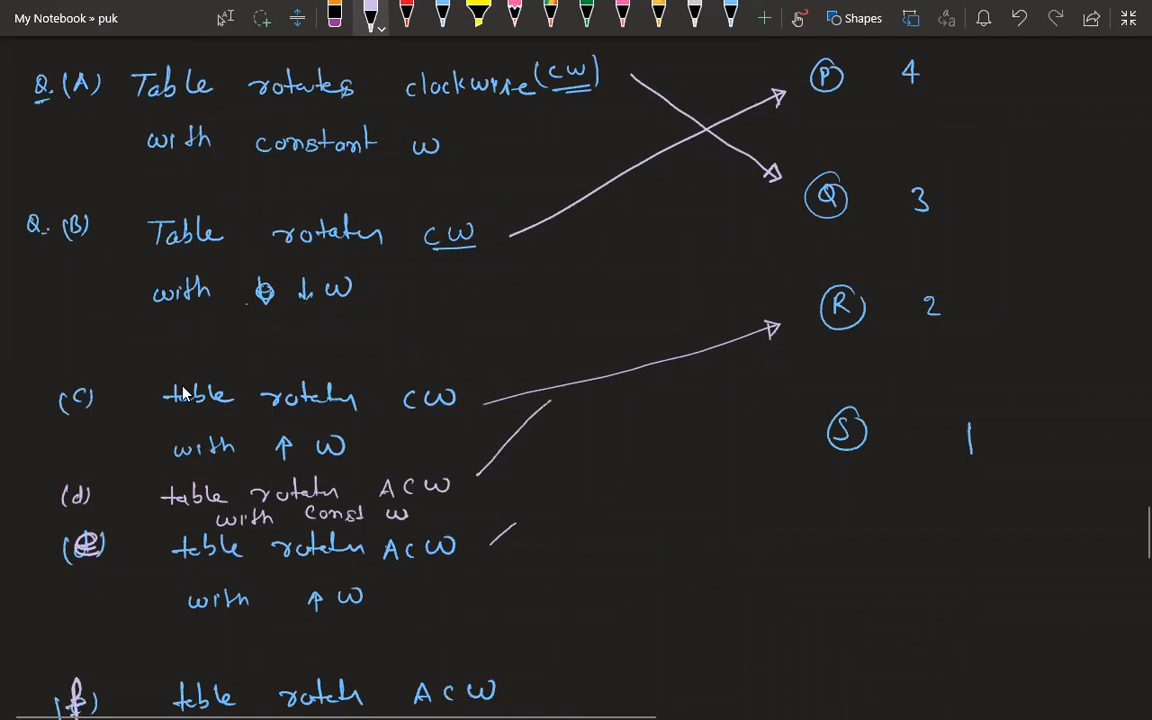 My Notebook » puk
Shapes
Q. (A) Table rotates clockwise (CW) P 4
with constant ω
Q 3
Q. (B) Table rotates CW
with ↓ ω
R 2
(C) table rotates CW
with ↑ ω
S 1
(d) table rotates ACW
with const ω
(e) table rotates ACW
with ↑ ω
(f) table rotates ACW